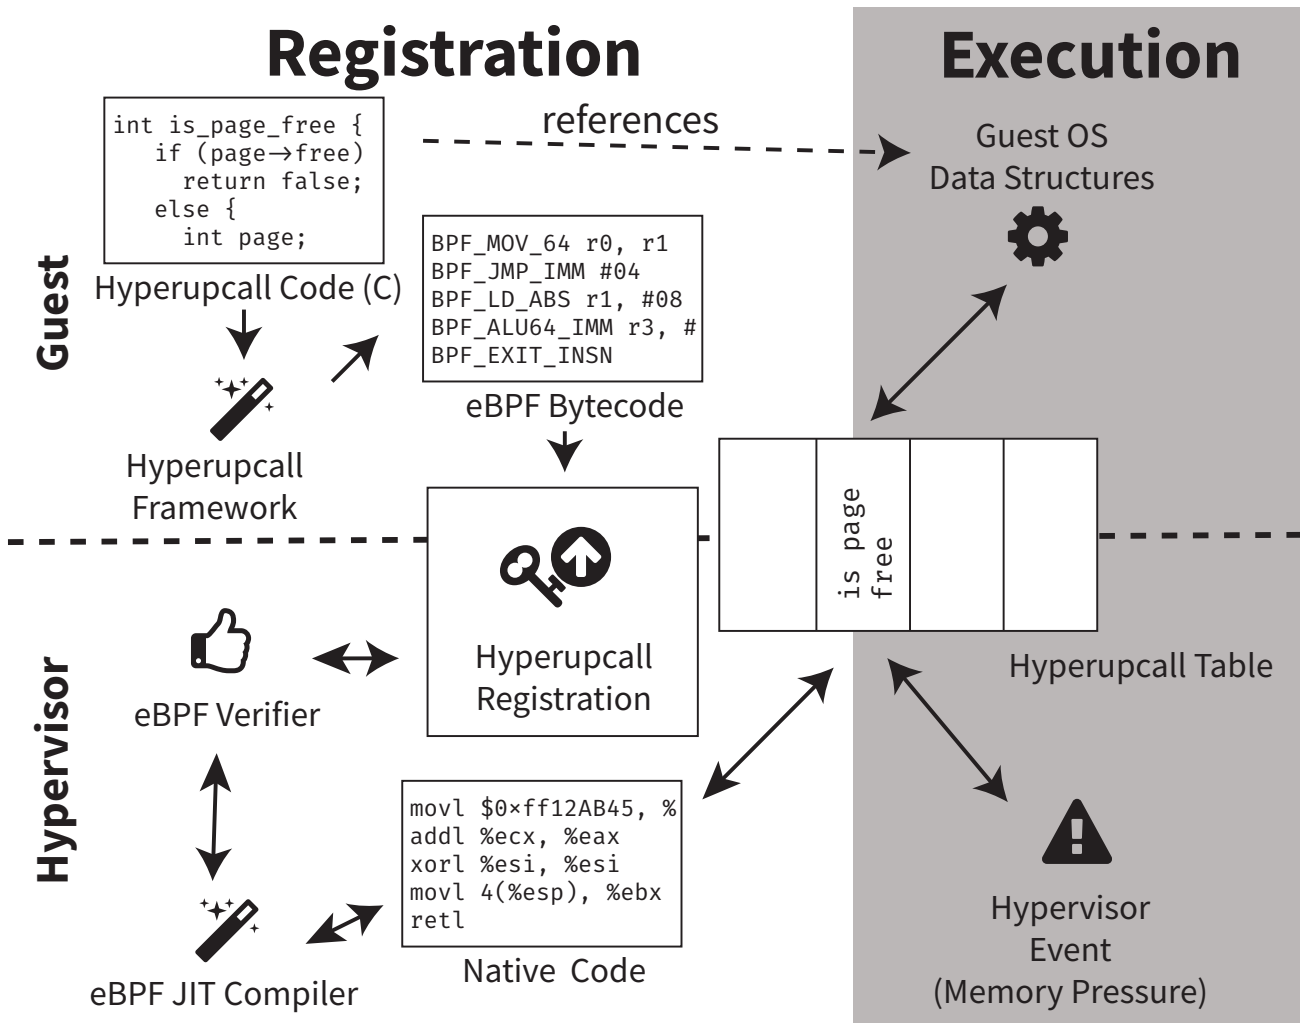 Registration
Execution
int is_page_free {
if (page→free)
return false;
else {
int page;
Hyperupcall Code (C)
references
Guest OS
Data Structures
Guest
BPF_MOV_64 r0, r1
BPF_JMP_IMM #04
BPF_LD_ABS r1, #08
BPF_ALU64_IMM r3, #
BPF_EXIT_INSN
eBPF Bytecode
Hyperupcall
Framework
is page
free
Hyperupcall Table
Hyperupcall
Registration
Hypervisor
eBPF Verifier
movl $0×ff12AB45, %
addl %ecx, %eax
xorl %esi, %esi
movl 4(%esp), %ebx
retl
Native Code
eBPF JIT Compiler
Hypervisor
Event
(Memory Pressure)